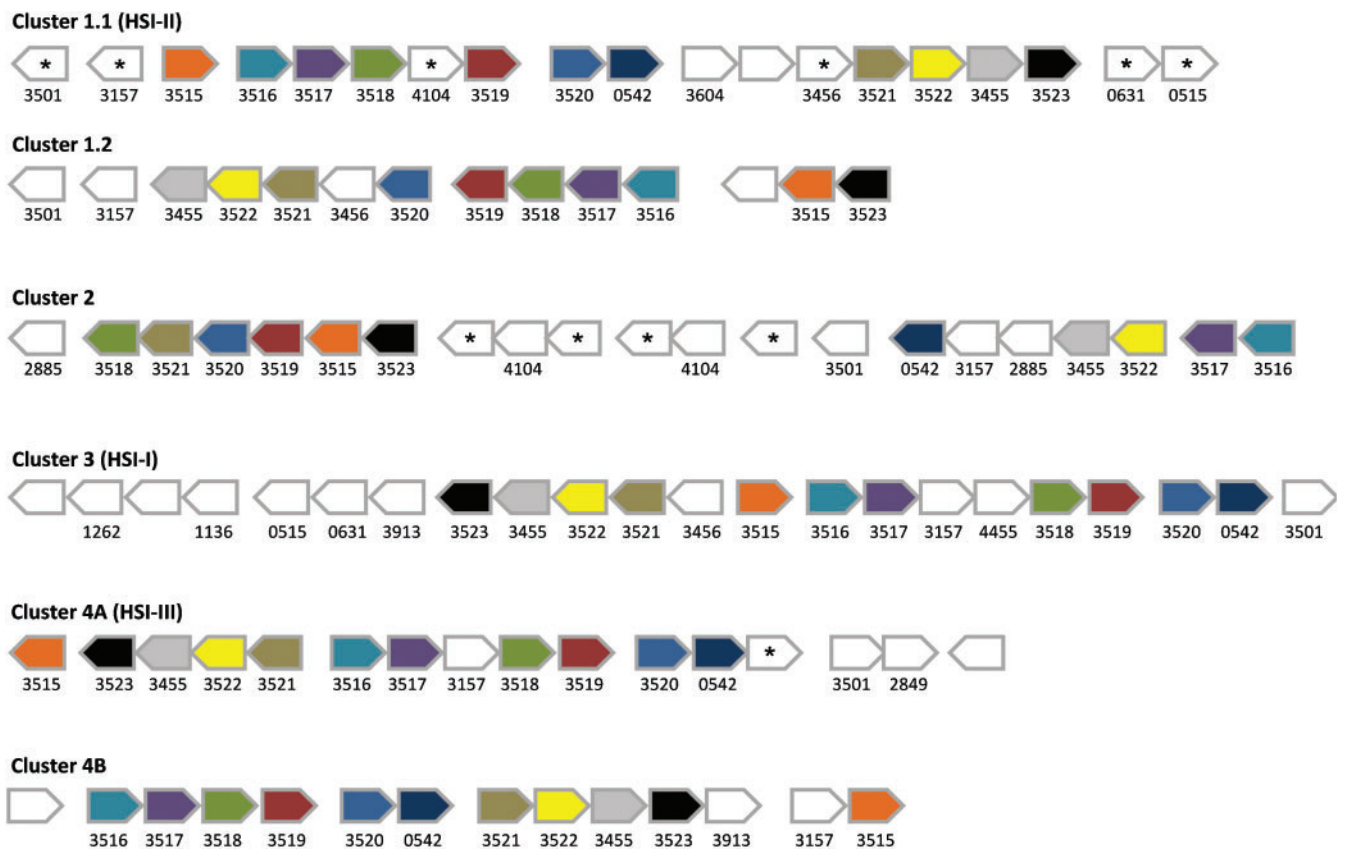 Cluster 1.1 (HSI-II)
* * * * * *
3501 3157 3515 3516 3517 3518 4104 3519 3520 0542 3604 3456 3521 3522 3455 3523 0631 0515
Cluster 1.2
3501 3157 3455 3522 3521 3456 3520 3519 3518 3517 3516 3515 3523
Cluster 2
* * * *
2885 3518 3521 3520 3519 3515 3523 4104 4104 3501 0542 3157 2885 3455 3522 3517 3516
Cluster 3 (HSI-I)
1262 1136 0515 0631 3913 3523 3455 3522 3521 3456 3515 3516 3517 3157 4455 3518 3519 3520 0542 3501
Cluster 4A (HSI-III)
*
3515 3523 3455 3522 3521 3516 3517 3157 3518 3519 3520 0542 3501 2849
Cluster 4B
3516 3517 3518 3519 3520 0542 3521 3522 3455 3523 3913 3157 3515